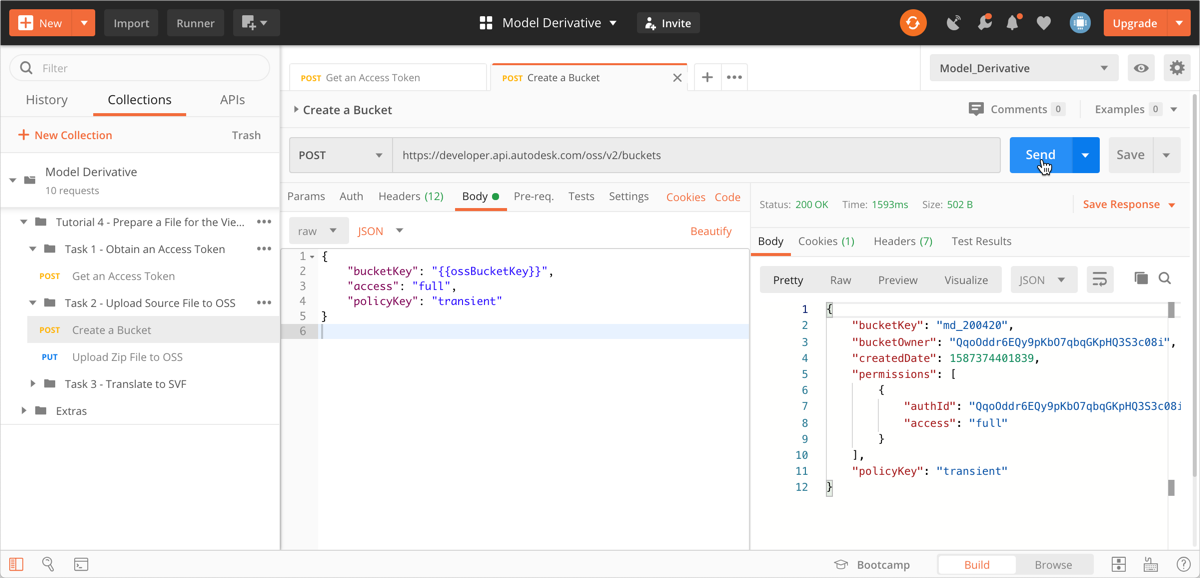 New
Import
Runner
Model Derivative
Invite
Upgrade
Filter
History
Collections
APIs
+ New Collection
Trash
Model Derivative
10 requests
Tutorial 4 - Prepare a File for the Vie...
Task 1 - Obtain an Access Token
POST Get an Access Token
Task 2 - Upload Source File to OSS
POST Create a Bucket
PUT Upload Zip File to OSS
Task 3 - Translate to SVF
Extras
POST Get an Access Token
POST Create a Bucket
Model_Derivative
Create a Bucket
Comments 0
Examples 0
POST
https://developer.api.autodesk.com/oss/v2/buckets
Send
Save
Params
Auth
Headers (12)
Body
Pre-req.
Tests
Settings
Cookies
Code
raw
JSON
Beautify
1 {
2 "bucketKey": "{{ossBucketKey}}",
3 "access": "full",
4 "policyKey": "transient"
5 }
6
Status: 200 OK
Time: 1593ms
Size: 502 B
Save Response
Body
Cookies (1)
Headers (7)
Test Results
Pretty
Raw
Preview
Visualize
JSON
1 {
2 "bucketKey": "md_200420",
3 "bucketOwner": "QqoOddr6EQy9pKbO7qbqGKpHQ3S3c08i",
4 "createdDate": 1587374401839,
5 "permissions": [
6 {
7 "authId": "QqoOddr6EQy9pKbO7qbqGKpHQ3S3c08i
8 "access": "full"
9 }
10 ],
11 "policyKey": "transient"
12 }
Bootcamp
Build
Browse